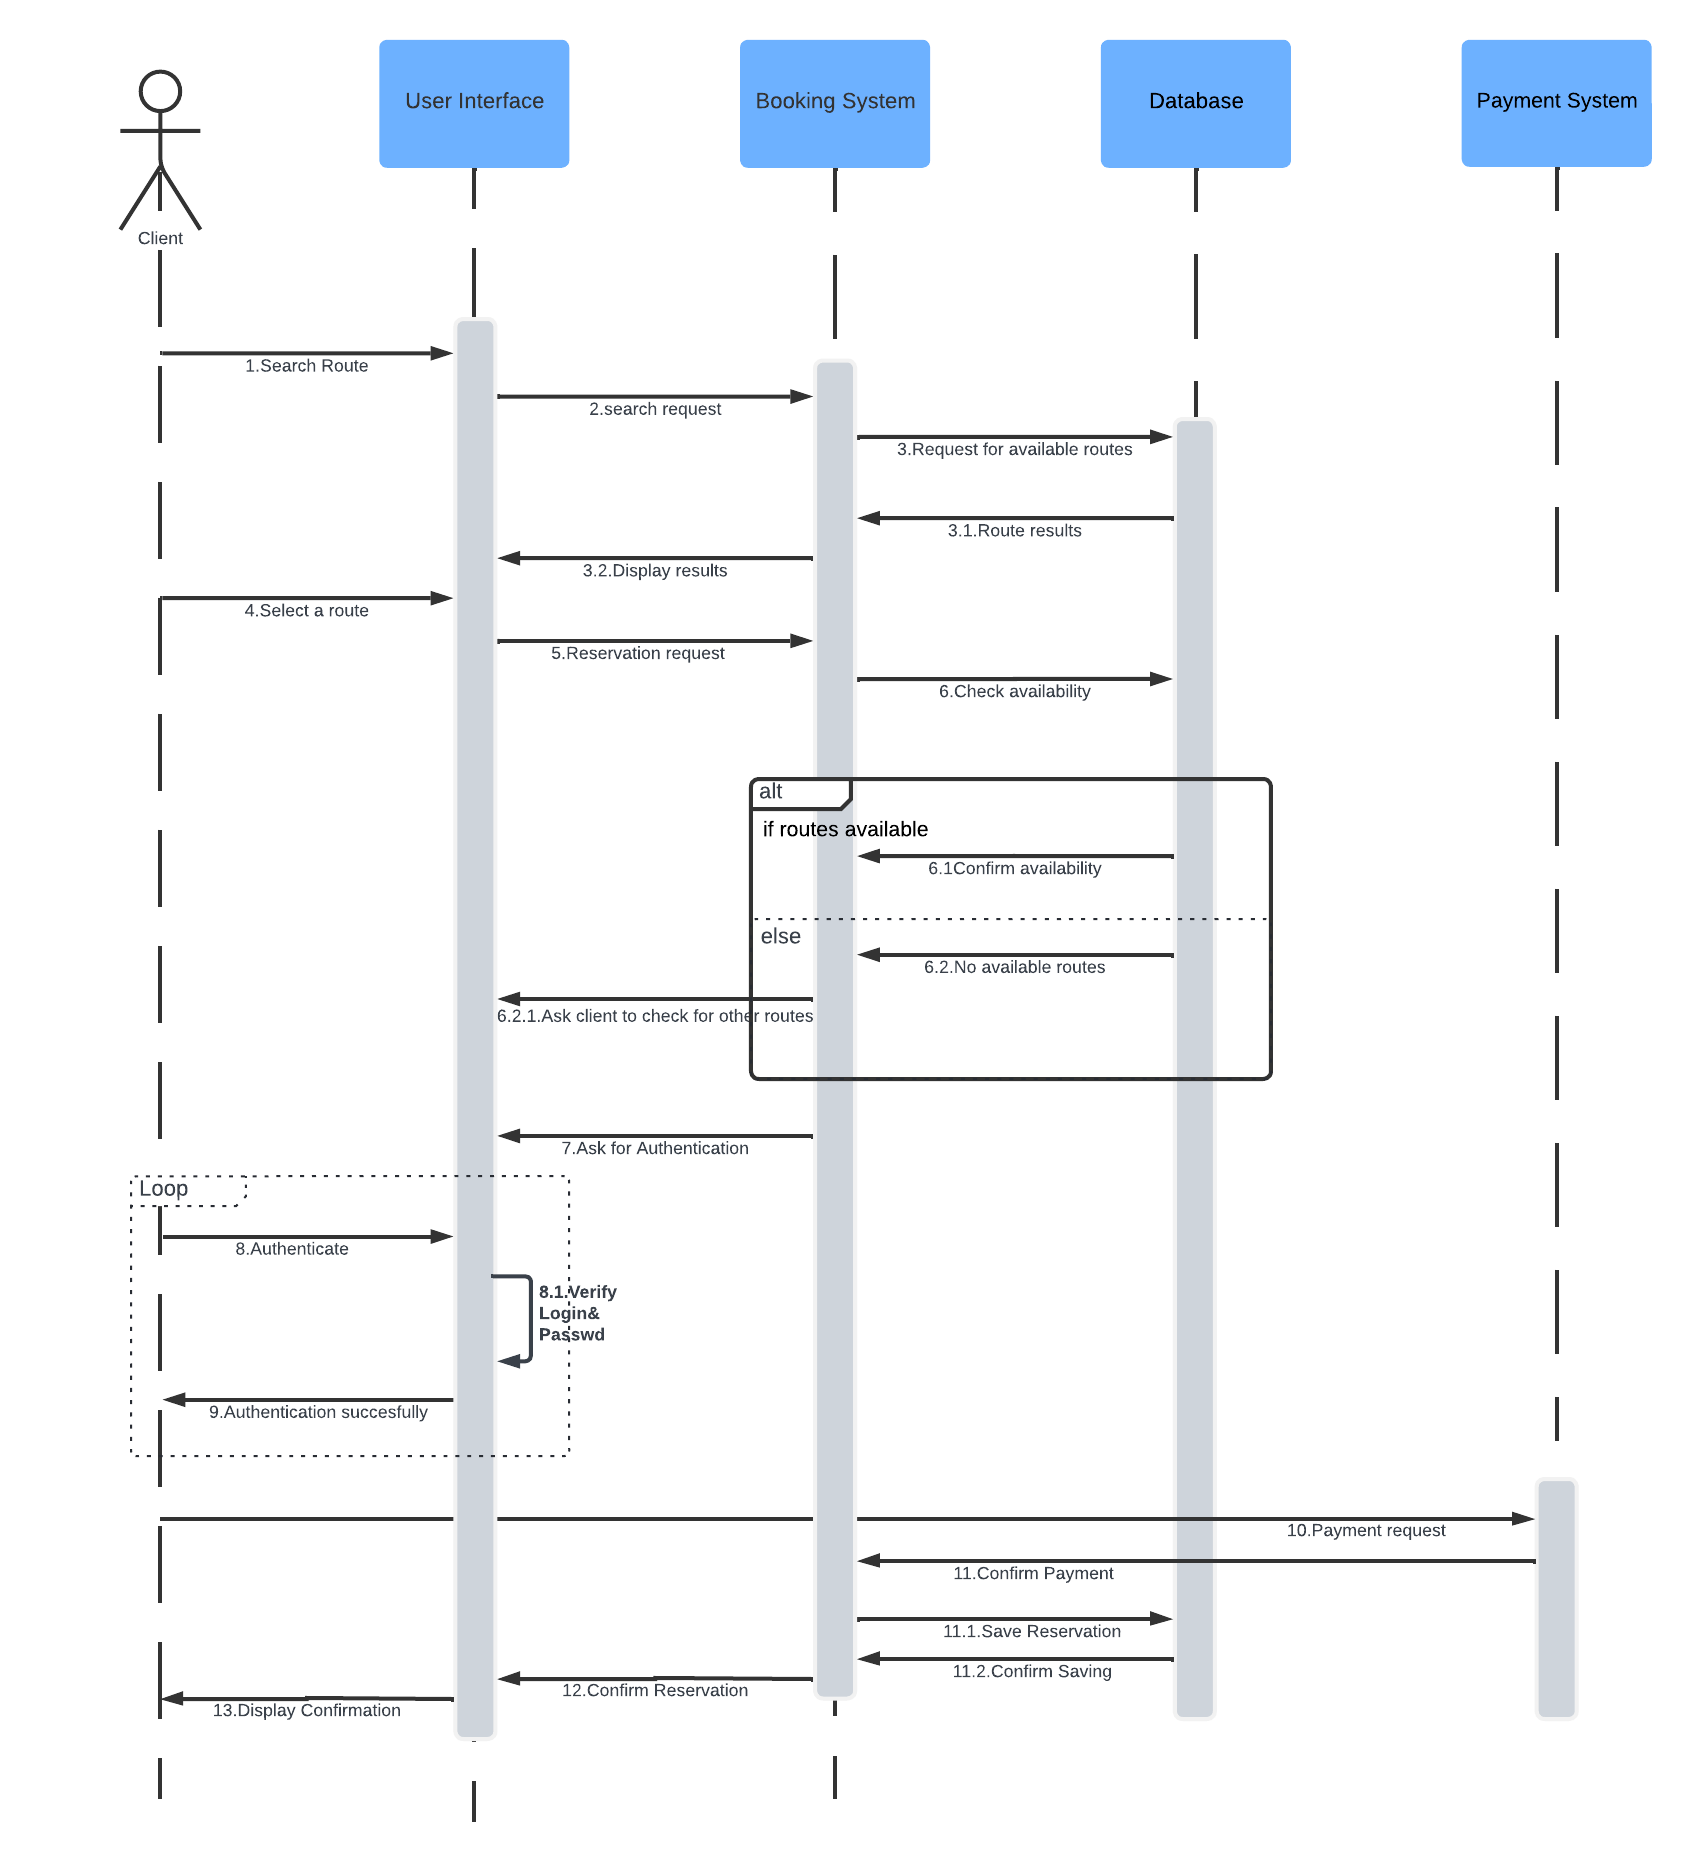 User Interface
Booking System
Database
Payment System
Client
1.Search Route
2.search request
3.Request for available routes
3.1.Route results
3.2.Display results
4.Select a route
5.Reservation request
6.Check availability
alt
if routes available
6.1Confirm availability
else
6.2.No available routes
6.2.1.Ask client to check for other routes
7.Ask for Authentication
Loop
8.Authenticate
8.1.Verify
Login&
Passwd
9.Authentication succesfully
10.Payment request
11.Confirm Payment
11.1.Save Reservation
11.2.Confirm Saving
12.Confirm Reservation
13.Display Confirmation